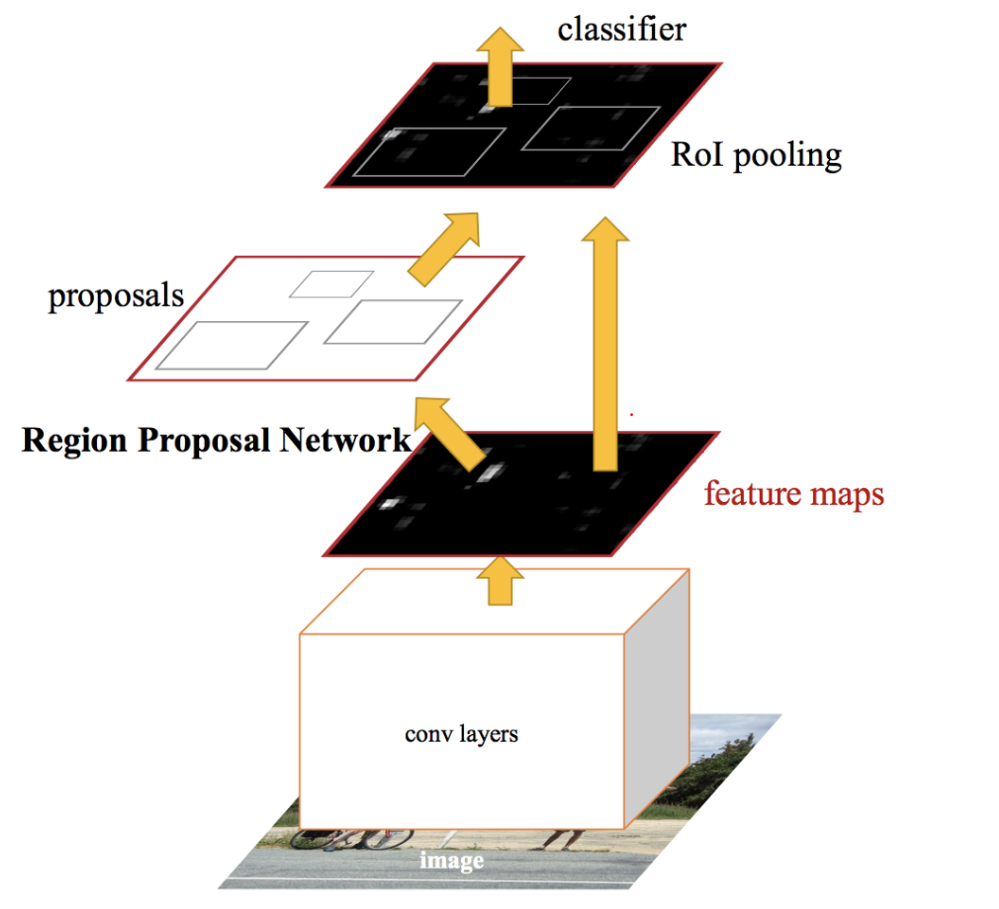 classifier
RoI pooling
proposals
Region Proposal Network
feature maps
conv layers
image